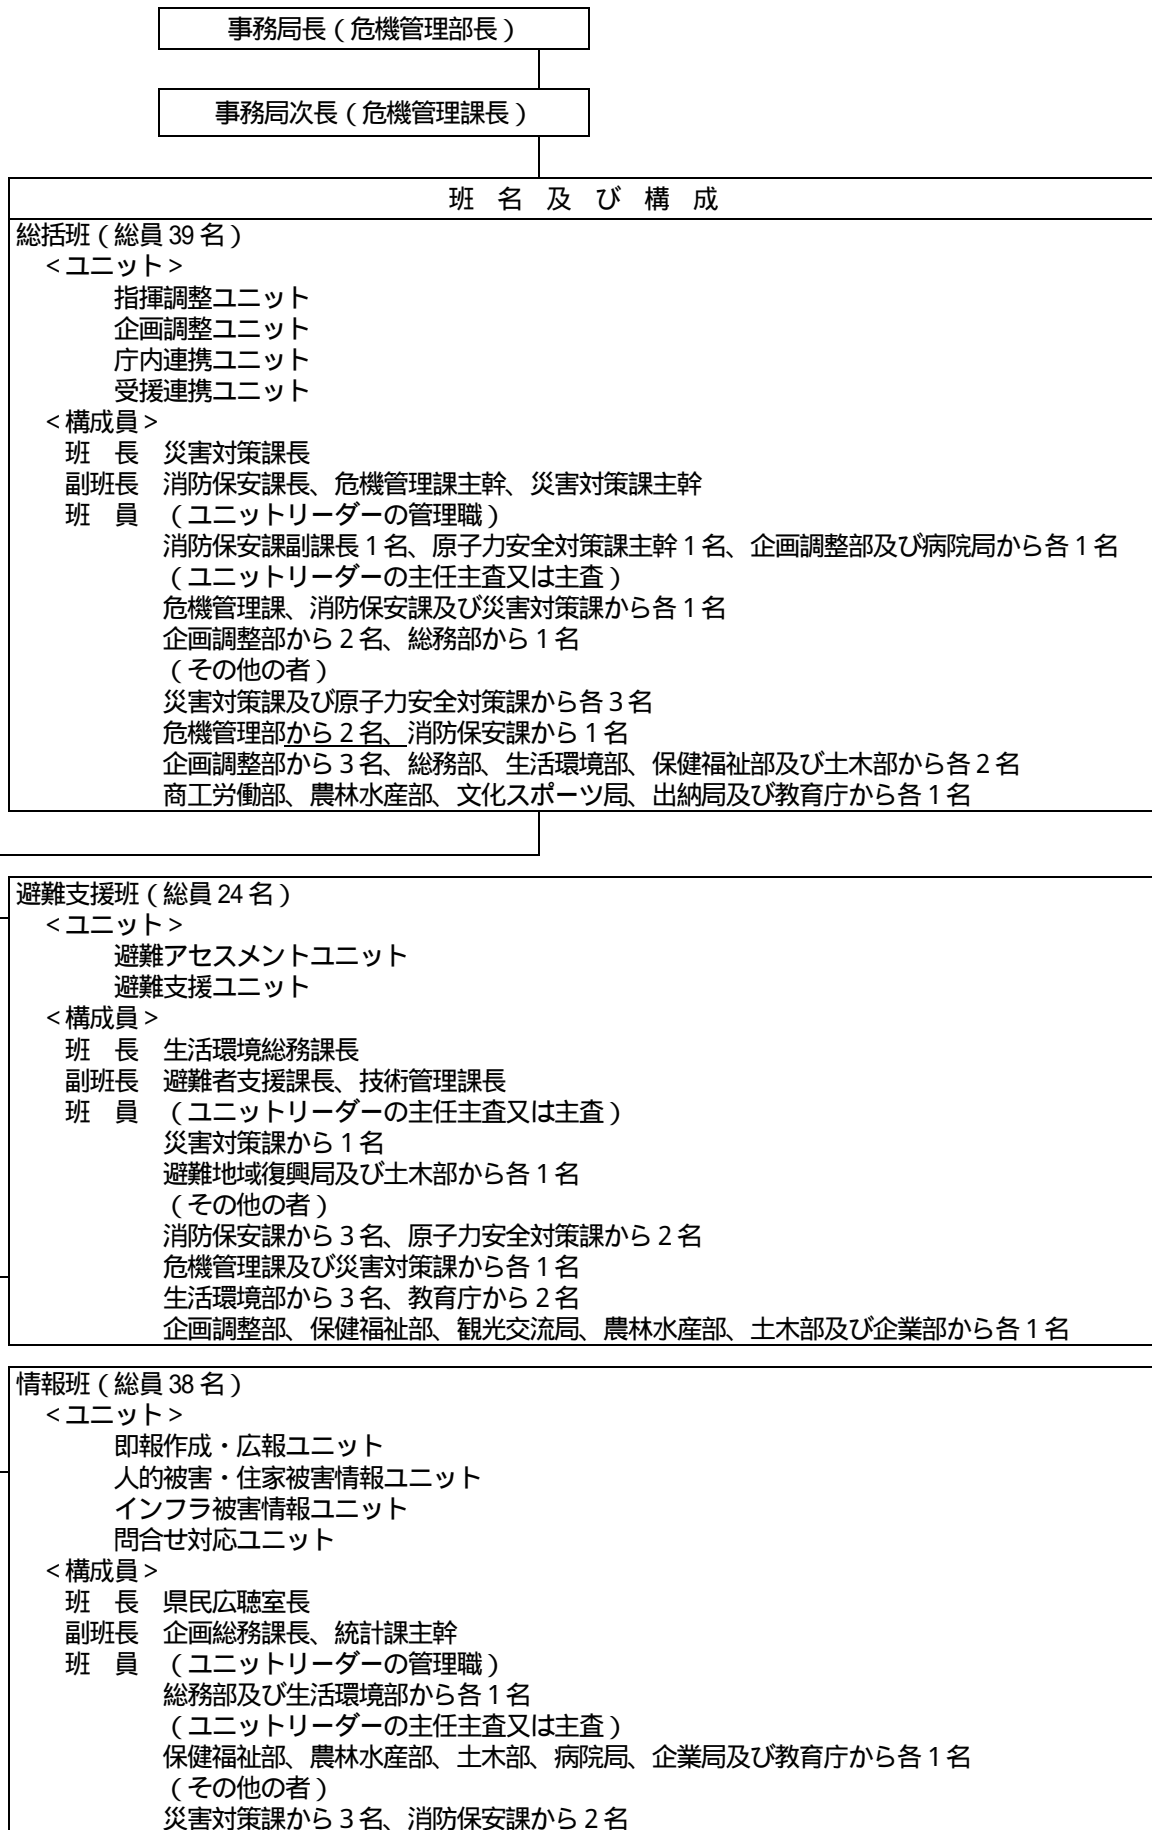 事務局長(危機管理部長)
事務局次長(危機管理課長)
班 名 及 び 構 成
総括班(総員39名)
<ユニット>
指揮調整ユニット
企画調整ユニット
庁内連携ユニット
受援連携ユニット
<構成員>
班 長 災害対策課長
副班長 消防保安課長、危機管理課主幹、災害対策課主幹
班 員 (ユニットリーダーの管理職)
消防保安課副課長1名、原子力安全対策課主幹1名、企画調整部及び病院局から各1名
(ユニットリーダーの主任主査又は主査)
危機管理課、消防保安課及び災害対策課から各1名
企画調整部から2名、総務部から1名
(その他の者)
災害対策課及び原子力安全対策課から各3名
危機管理部から2名、消防保安課から1名
企画調整部から3名、総務部、生活環境部、保健福祉部及び土木部から各2名
商工労働部、農林水産部、文化スポーツ局、出納局及び教育庁から各1名
避難支援班(総員24名)
<ユニット>
避難アセスメントユニット
避難支援ユニット
<構成員>
班 長 生活環境総務課長
副班長 避難者支援課長、技術管理課長
班 員 (ユニットリーダーの主任主査又は主査)
災害対策課から1名
避難地域復興局及び土木部から各1名
(その他の者)
消防保安課から3名、原子力安全対策課から2名
危機管理課及び災害対策課から各1名
生活環境部から3名、教育庁から2名
企画調整部、保健福祉部、観光交流局、農林水産部、土木部及び企業部から各1名
情報班(総員38名)
<ユニット>
即報作成・広報ユニット
人的被害・住家被害情報ユニット
インフラ被害情報ユニット
問合せ対応ユニット
<構成員>
班 長 県民広聴室長
副班長 企画総務課長、統計課主幹
班 員 (ユニットリーダーの管理職)
総務部及び生活環境部から各1名
(ユニットリーダーの主任主査又は主査)
保健福祉部、農林水産部、土木部、病院局、企業局及び教育庁から各1名
(その他の者)
災害対策課から3名、消防保安課から2名